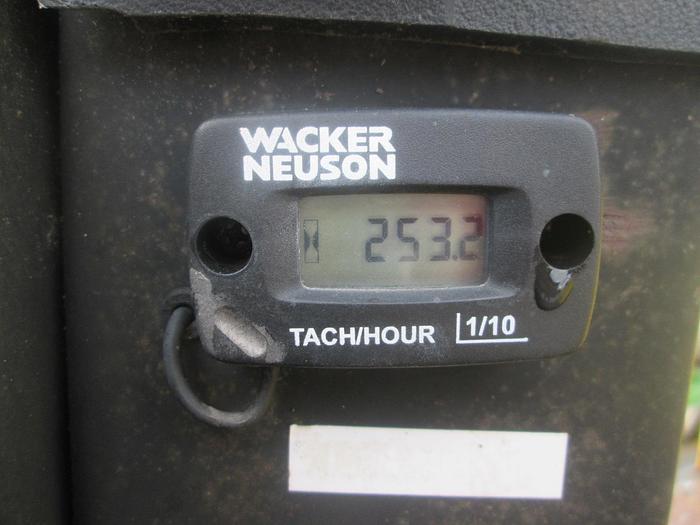 WACKER
NEUSON
253.2
TACH/HOUR 1/10